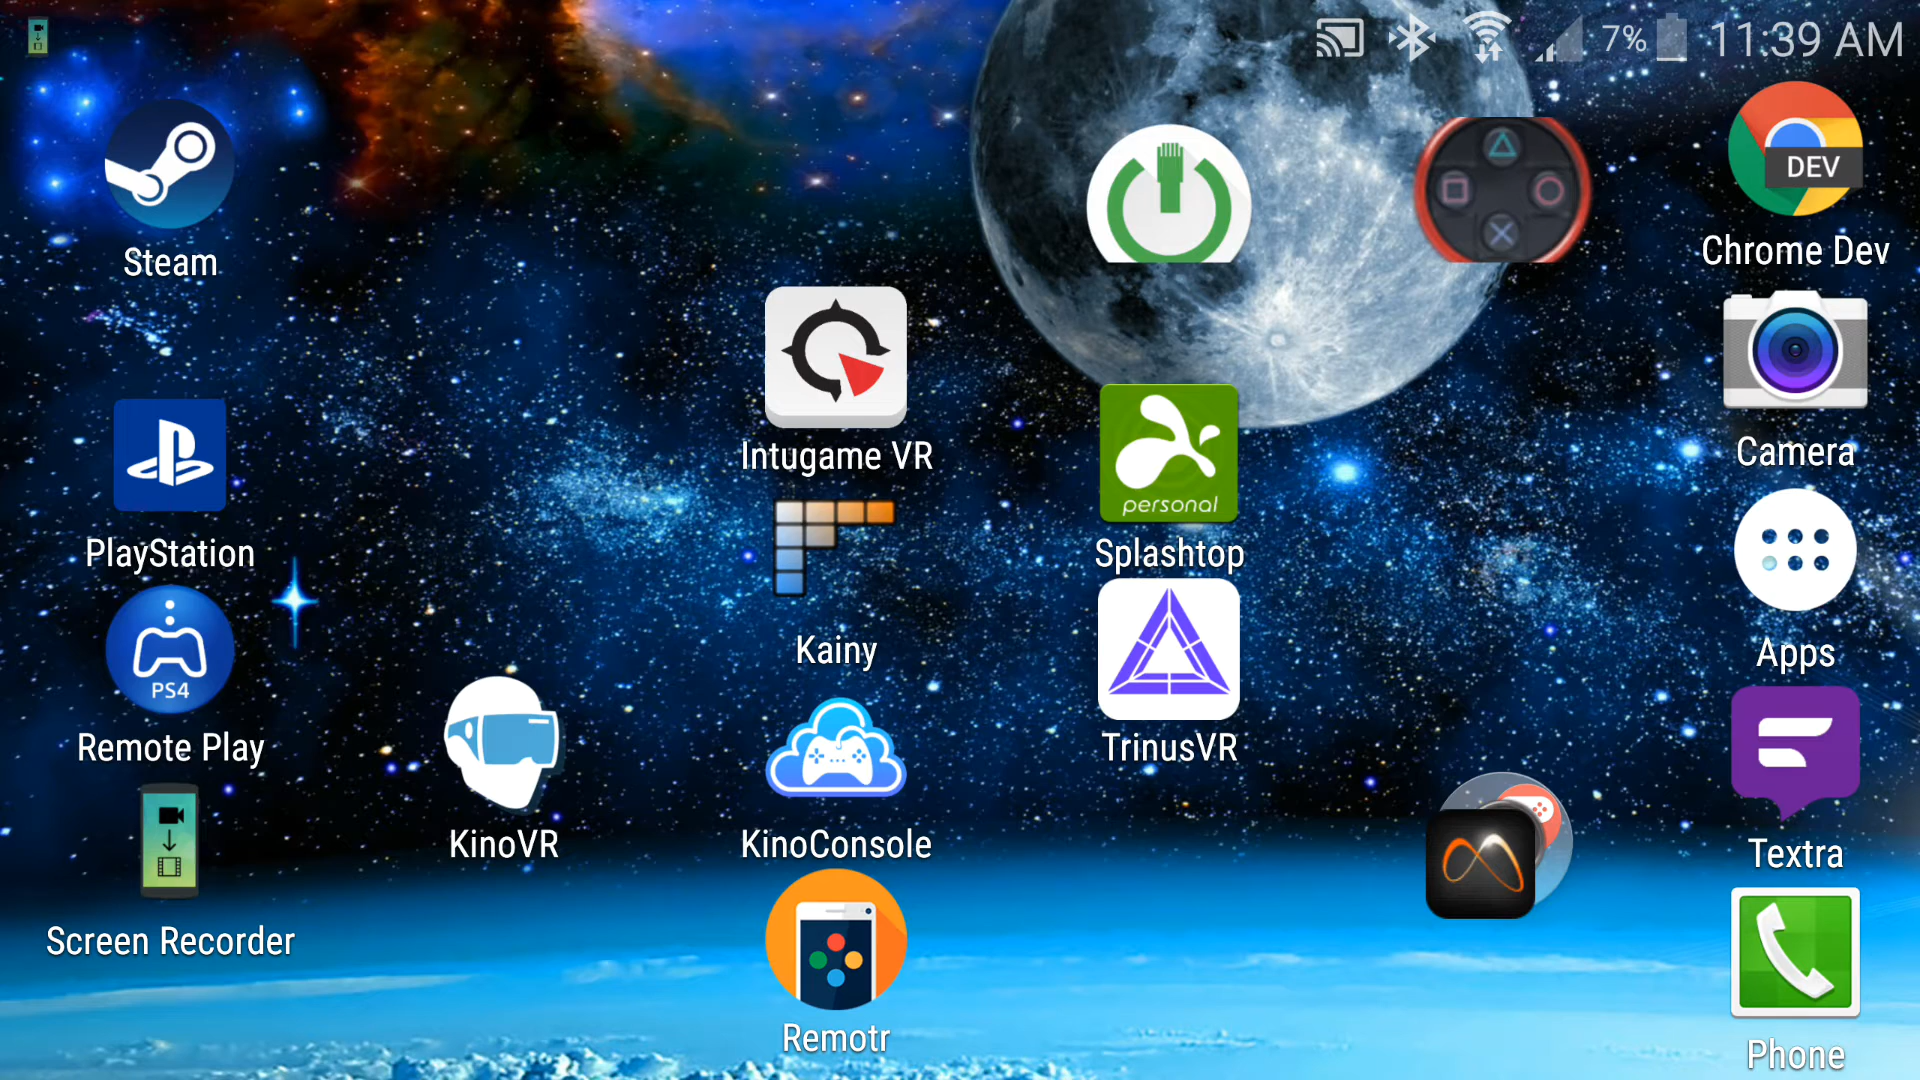 7% 11:39 AM
Steam
DEV
Chrome Dev
Intugame VR
personal
Camera
PlayStation
Splashtop
Kainy
Apps
PS4
Remote Play
TrinusVR
KinoVR
KinoConsole
Textra
Screen Recorder
Remotr
Phone